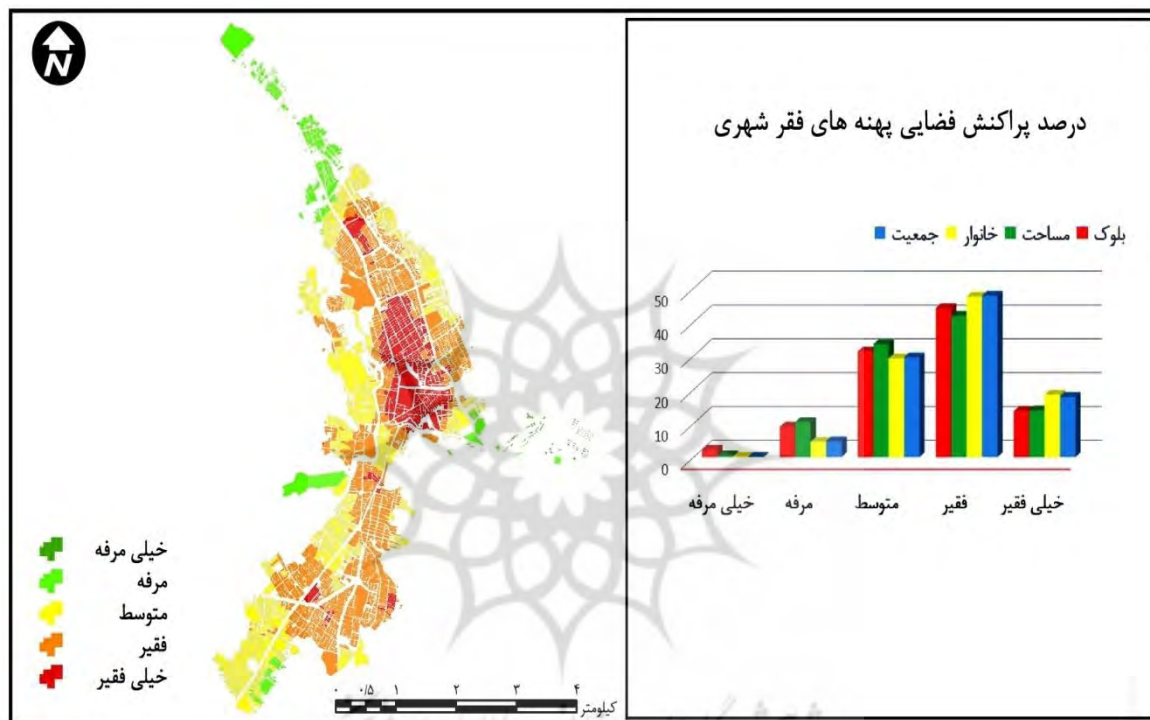 N
درصد پراکنش فضایی پهنه های فقر شهری
بلوک مساحت خانوار جمعیت
50
40
30
20
10
0
خیلی مرفه مرفه متوسط فقیر خیلی فقیر
خیلی مرفه
مرفه
متوسط
فقیر
خیلی فقیر
۰ ۰/۵ ۱ ۲ ۳ ۴
کیلومتر